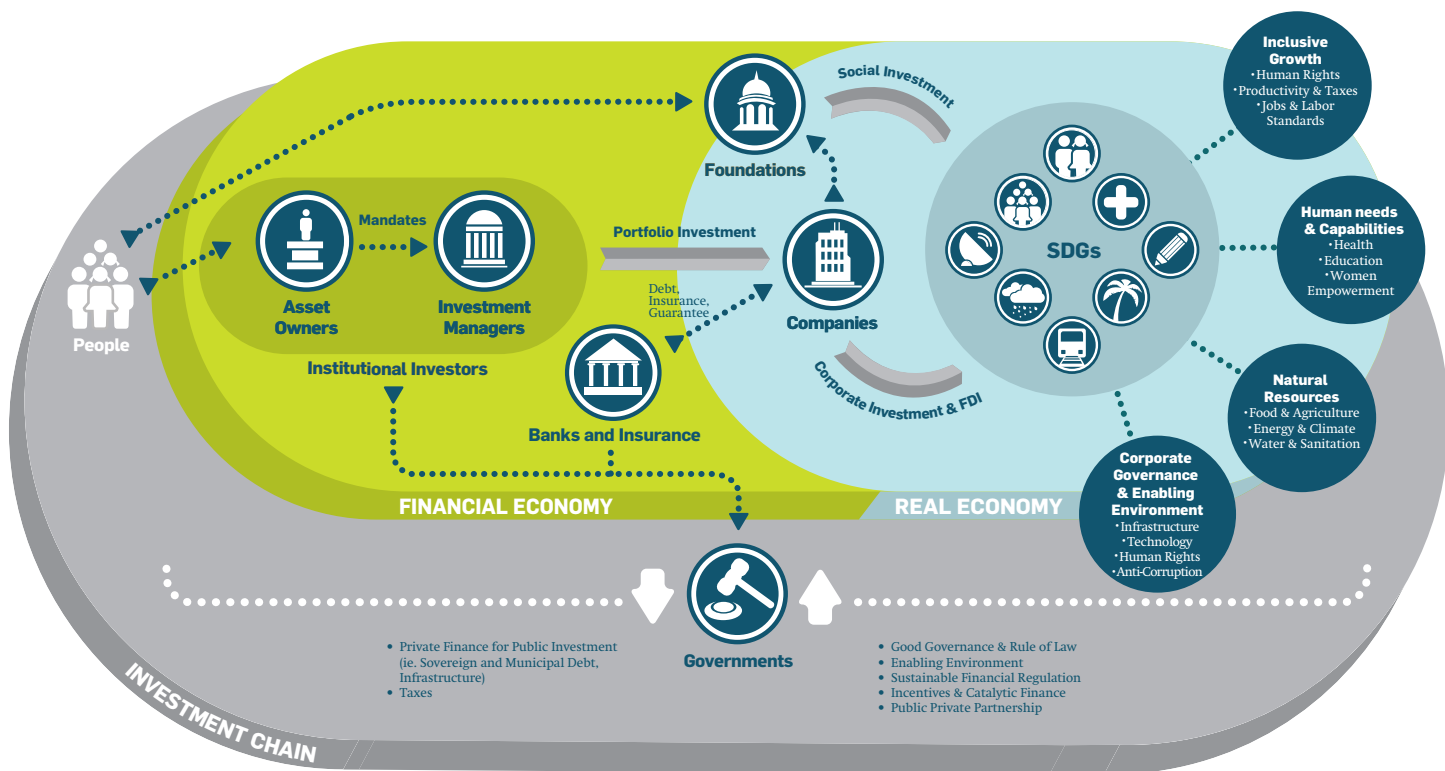 Inclusive
Growth
•Human Rights
•Productivity & Taxes
•Jobs & Labor
Standards
Social Investment
Foundations
Mandates
Portfolio Investment
Human needs
& Capabilities
•Health
•Education
•Women
Empowerment
SDGs
Debt,
Insurance,
Guarantee
Asset
Owners
Investment
Managers
Companies
People
Institutional Investors
Corporate Investment & FDI
Natural
Resources
•Food & Agriculture
•Energy & Climate
•Water & Sanitation
Banks and Insurance
Corporate
Governance
& Enabling
Environment
•Infrastructure
•Technology
•Human Rights
•Anti-Corruption
FINANCIAL ECONOMY
REAL ECONOMY
Governments
• Private Finance for Public Investment
(ie. Sovereign and Municipal Debt,
Infrastructure)
• Taxes
• Good Governance & Rule of Law
• Enabling Environment
• Sustainable Financial Regulation
• Incentives & Catalytic Finance
• Public Private Partnership
INVESTMENT CHAIN